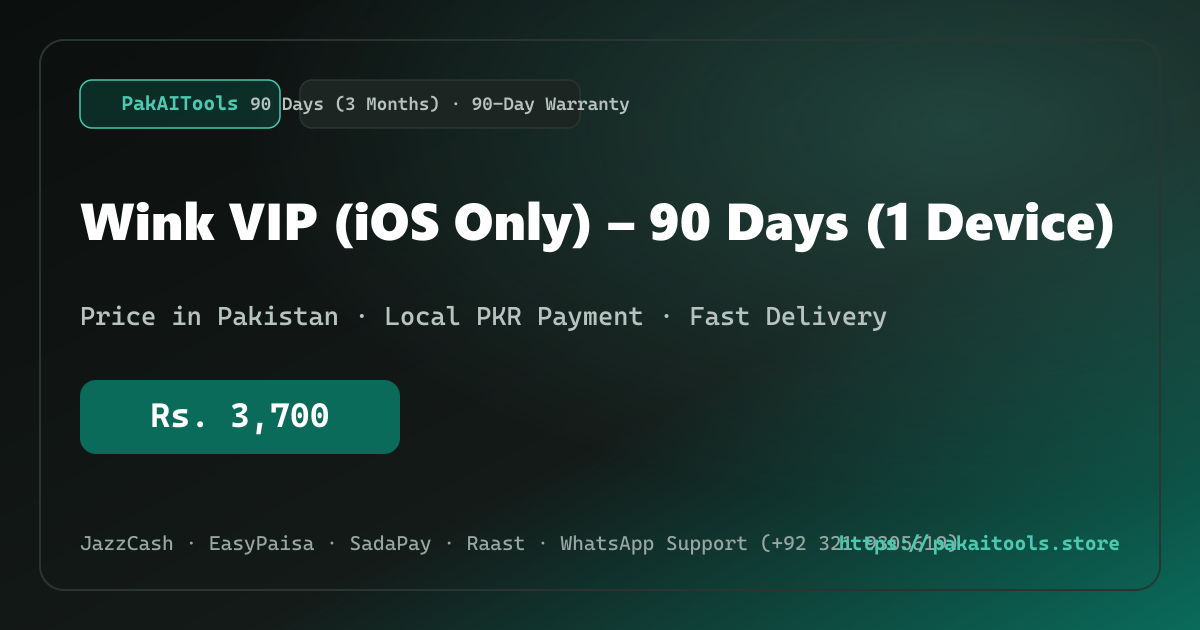 PakAITools 90 Days (3 Months) · 90-Day Warranty
Wink VIP (iOS Only) – 90 Days (1 Device)
Price in Pakistan · Local PKR Payment · Fast Delivery
Rs. 3,700
JazzCash · EasyPaisa · SadaPay · Raast · WhatsApp Support (+92 321 https://pakaitools.store